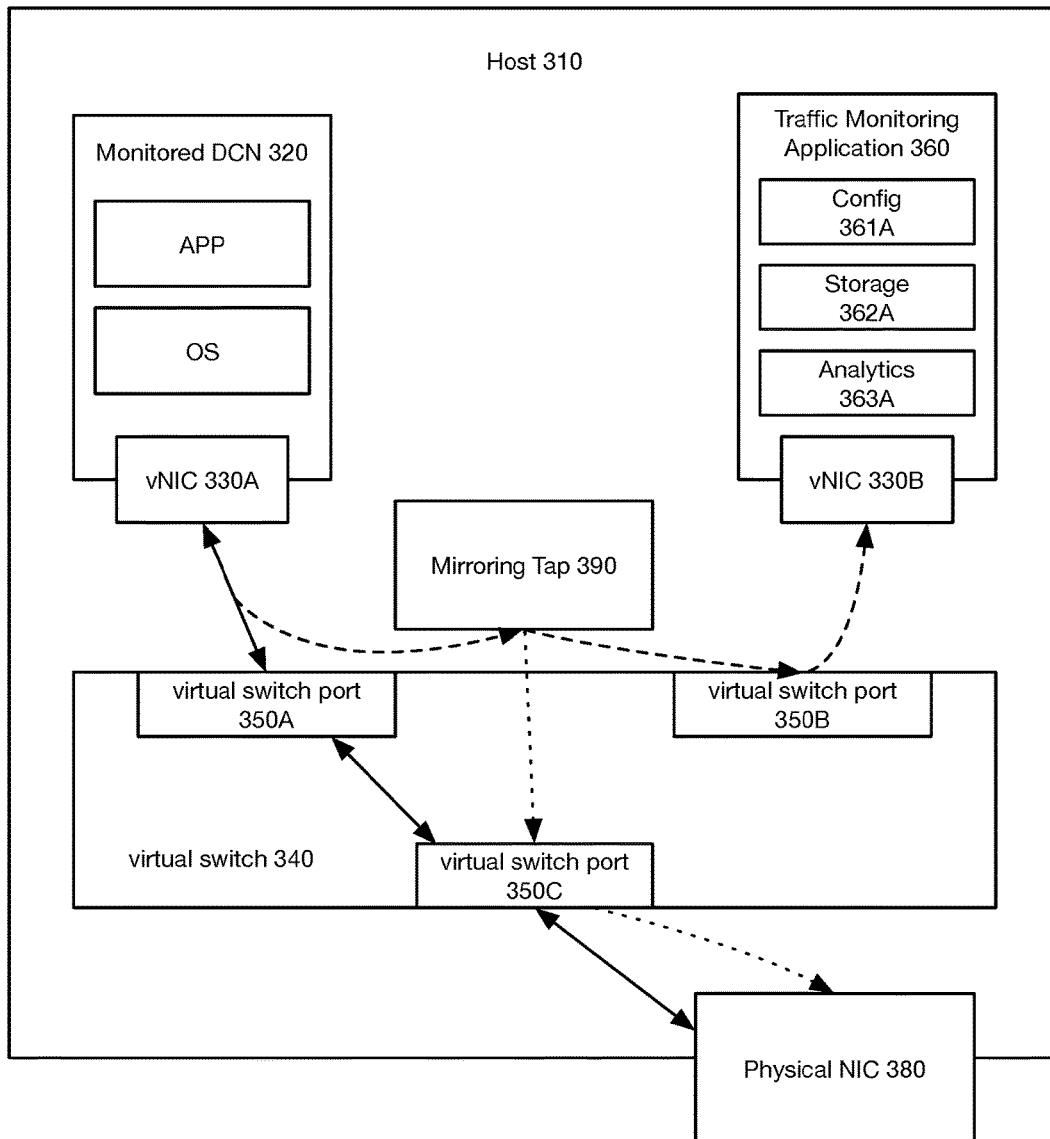 Host 310
Monitored DCN 320
APP
OS
vNIC 330A
Traffic Monitoring
Application 360
Config
361A
Storage
362A
Analytics
363A
vNIC 330B
Mirroring Tap 390
virtual switch port
350A
virtual switch port
350B
virtual switch 340
virtual switch port
350C
Physical NIC 380